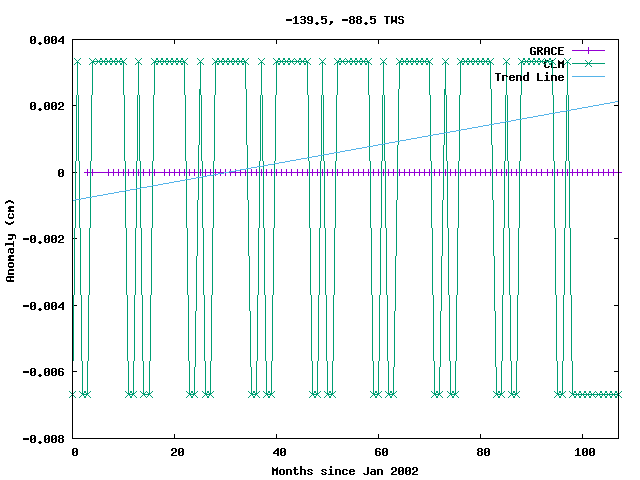 -139.5, -88.5 TWS
0.004
0.002
0
-0.002
-0.004
-0.006
-0.008
Anomaly (cm)
GRACE
CLM
Trend Line
0 20 40 60 80 100
Months since Jan 2002